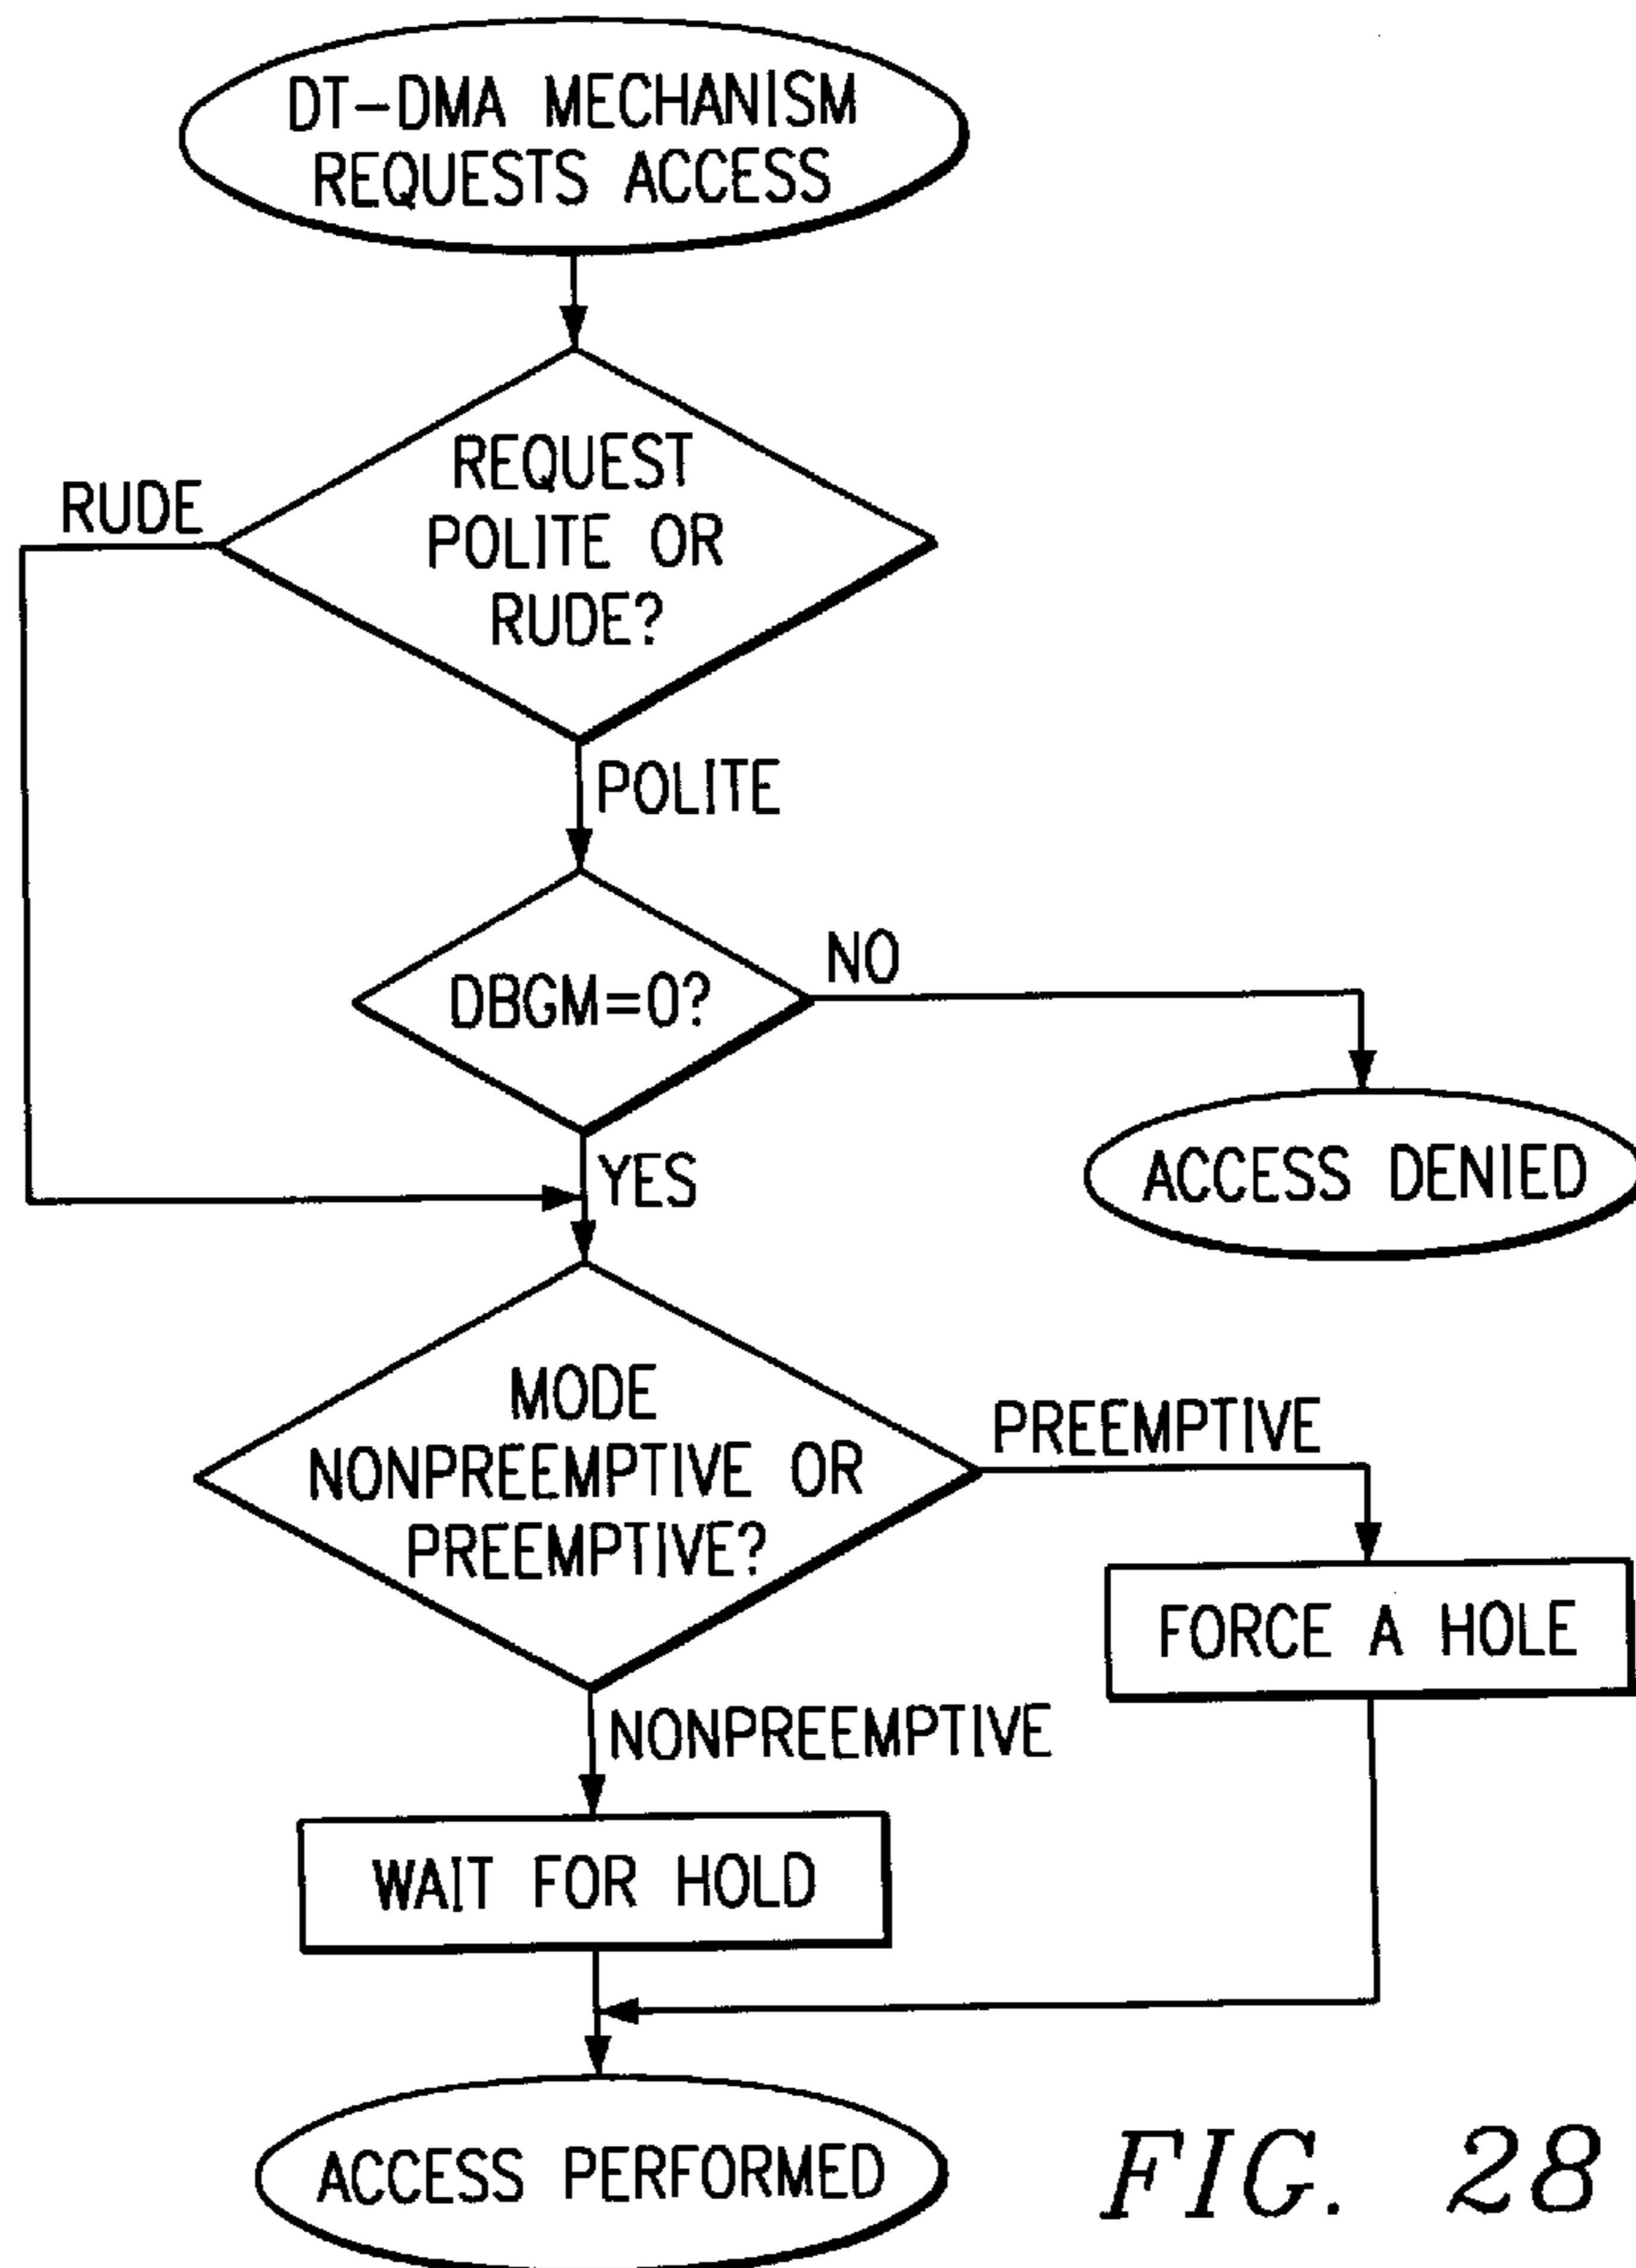 DT-DMA MECHANISM
REQUESTS ACCESS
REQUEST
POLITE OR
RUDE?
RUDE
POLITE
DBGM=0?
NO
YES
ACCESS DENIED
MODE
NONPREEMPTIVE OR
PREEMPTIVE?
PREEMPTIVE
FORCE A HOLE
NONPREEMPTIVE
WAIT FOR HOLD
ACCESS PERFORMED
FIG. 28